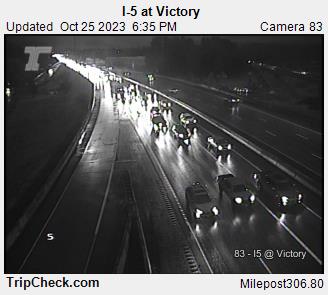 I-5 at Victory
Updated Oct 25 2023 6:35 PM Camera 83
S
83 - I5 @ Victory
TripCheck.com Milepost306.80